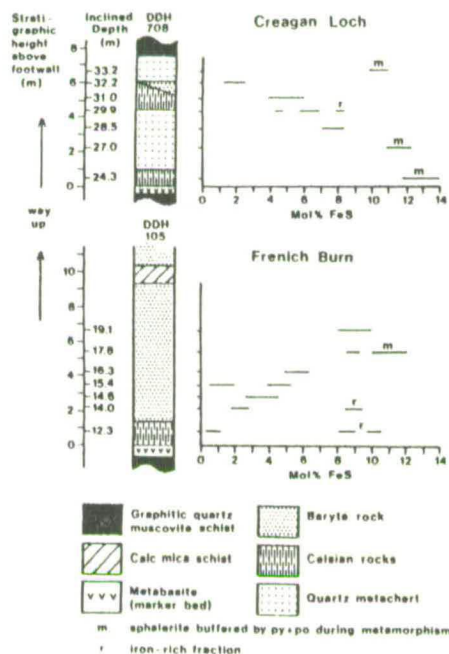 Strati-
graphic
height
above
footwall
(m)
Inclined
Depth
(m)
DDH
708
Creagan Loch
8
6
4
2
0
33.2
32.2
31.0
29.9
28.5
27.0
24.3
m
r
m
m
0 2 4 6 8 10 12 14
Mol% FeS
way
up
DDH
105
Frenich Burn
10
8
6
4
2
0
19.1
17.8
16.3
15.4
14.6
14.0
12.3
m
r
r
0 2 4 6 8 10 12 14
Mol% FeS
Graphitic quartz
muscovite schist
Baryte rock
Calc mica schist
Celsian rocks
Metabasite
(marker bed)
Quartz metachert
m sphalerite buffered by py+po during metamorphism
r iron-rich fraction